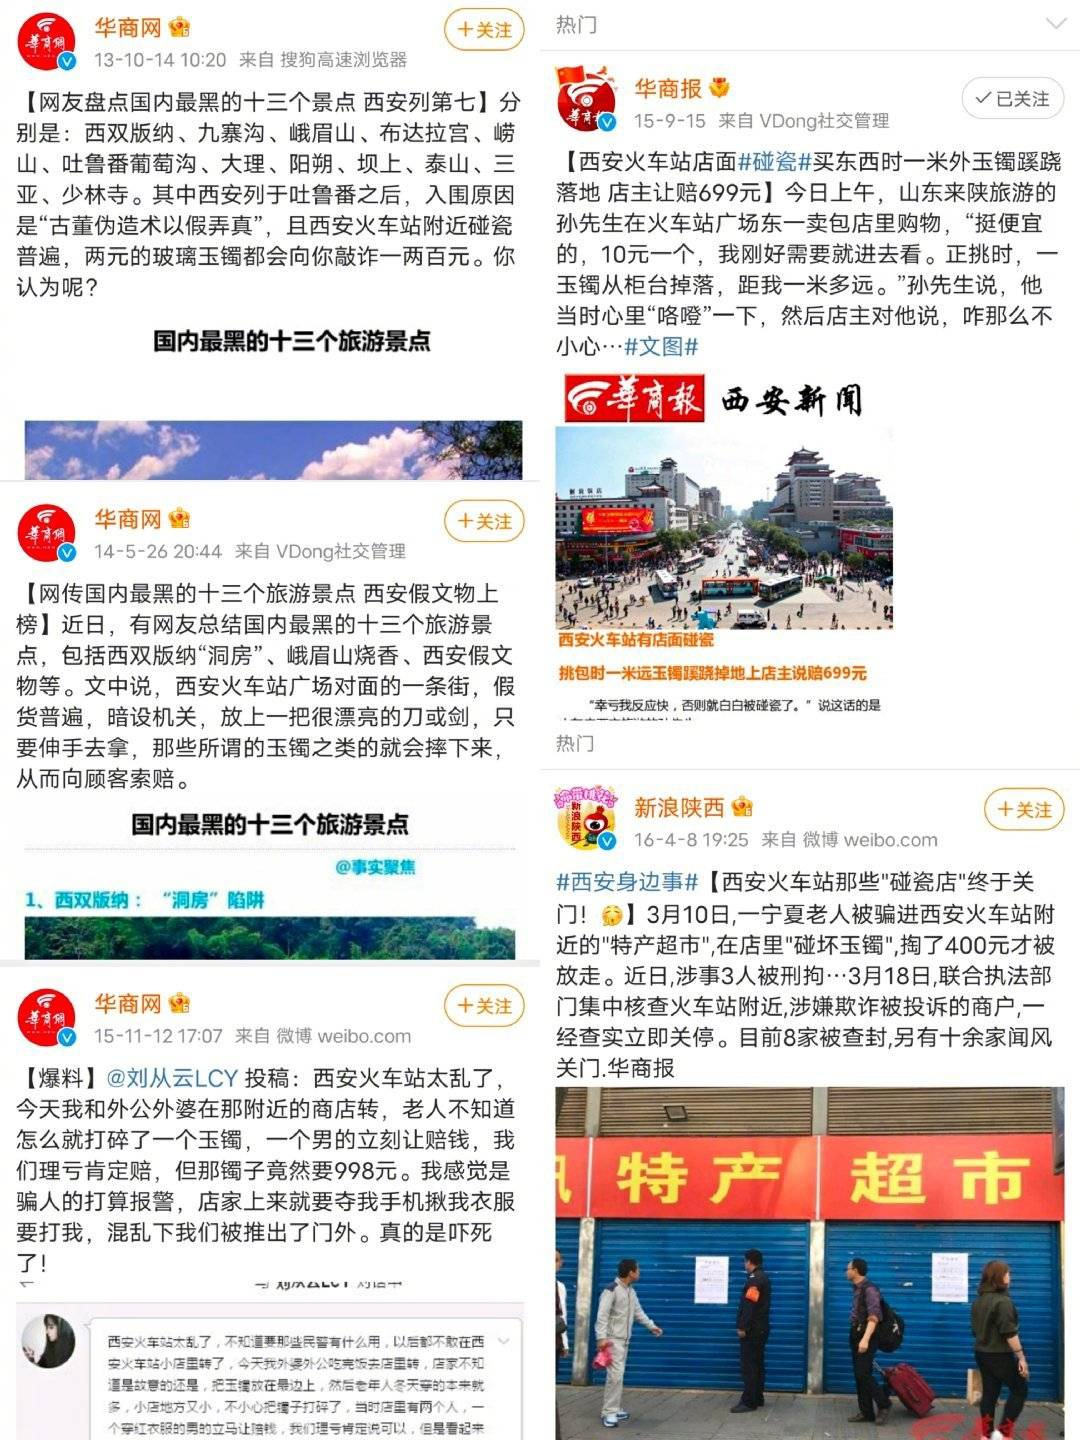 华商网
+关注
13-10-14 10:20 来自 搜狗高速浏览器
【网友盘点国内最黑的十三个景点 西安列第七】分
别是：西双版纳、九寨沟、峨眉山、布达拉宫、崂
山、吐鲁番葡萄沟、大理、阳朔、坝上、泰山、三
亚、少林寺。其中西安列于吐鲁番之后，入围原因
是“古董伪造术以假弄真”，且西安火车站附近碰瓷
普遍，两元的玻璃玉镯都会向你敲诈一两百元。你
认为呢？
国内最黑的十三个旅游景点
华商网
+关注
14-5-26 20:44 来自 VDong社交管理
【网传国内最黑的十三个旅游景点 西安假文物上
榜】近日，有网友总结国内最黑的十三个旅游景
点，包括西双版纳“洞房”、峨眉山烧香、西安假文
物等。文中说，西安火车站广场对面的一条街，假
货普遍，暗设机关，放上一把很漂亮的刀或剑，只
要伸手去拿，那些所谓的玉镯之类的就会摔下来，
从而向顾客索赔。
国内最黑的十三个旅游景点
@事实聚焦
1、西双版纳：“洞房”陷阱
华商网
+关注
15-11-12 17:07 来自 微博 weibo.com
【爆料】@刘从云LCY 投稿：西安火车站太乱了，
今天我和外公外婆在那附近的商店转，老人不知道
怎么就打碎了一个玉镯，一个男的立刻让赔钱，我
们理亏肯定赔，但那镯子竟然要998元。我感觉是
骗人的打算报警，店家上来就要夺我手机揪我衣服
要打我，混乱下我们被推出了门外。真的是吓死
了！
与 刘从云LCY 对话中
西安火车站太乱了，不知道要那些民警有什么用，以后都不敢在西
安火车站小店里转了，今天我外婆外公吃完饭去店里转，店家不知
道是故意的还是，把玉镯放在最边上，然后老年人冬天穿的本来就
多，小店地方又小，不小心把镯子打碎了，当时店里有两个人，一
个穿红衣服的男的立马让赔钱，我们理亏肯定说可以，但是看起来
热门
华商报
已关注
15-9-15 来自 VDong社交管理
【西安火车站店面#碰瓷#买东西时一米外玉镯蹊跷
落地 店主让赔699元】今日上午，山东来陕旅游的
孙先生在火车站广场东一卖包店里购物，“挺便宜
的，10元一个，我刚好需要就进去看。正挑时，一
玉镯从柜台掉落，距我一米多远。”孙先生说，他
当时心里“咯噔”一下，然后店主对他说，咋那么不
小心…#文图#
華商報 西安新闻
西安火车站有店面碰瓷
挑包时一米远玉镯蹊跷掉地上店主说赔699元
“幸亏我反应快，否则就白白被碰瓷了。”说这话的是
热门
新浪陕西
+关注
16-4-8 19:25 来自 微博 weibo.com
#西安身边事#【西安火车站那些"碰瓷店"终于关
门！】3月10日,一宁夏老人被骗进西安火车站附
近的"特产超市",在店里"碰坏玉镯",掏了400元才被
放走。近日,涉事3人被刑拘…3月18日,联合执法部
门集中核查火车站附近,涉嫌欺诈被投诉的商户,一
经查实立即关停。目前8家被查封,另有十余家闻风
关门.华商报
特产超市
華商報